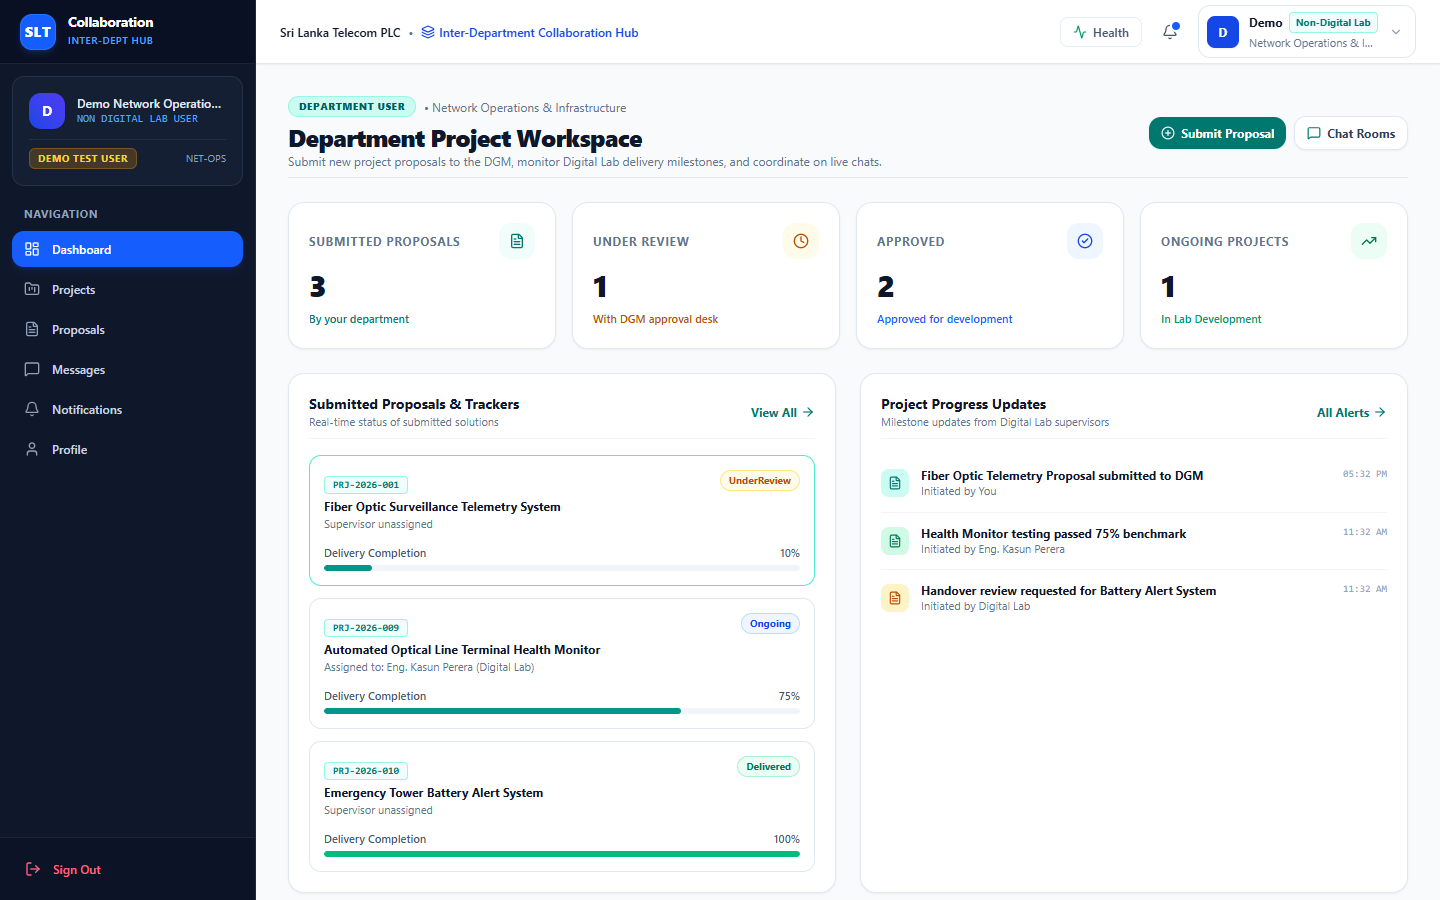 SLT
Collaboration
INTER-DEPT HUB
D
Demo Network Operatio...
NON DIGITAL LAB USER
DEMO TEST USER
NET-OPS
NAVIGATION
Dashboard
Projects
Proposals
Messages
Notifications
Profile
Sign Out
Sri Lanka Telecom PLC • Inter-Department Collaboration Hub
Health
D
Demo
Non-Digital Lab
Network Operations & I...
DEPARTMENT USER
• Network Operations & Infrastructure
Department Project Workspace
Submit new project proposals to the DGM, monitor Digital Lab delivery milestones, and coordinate on live chats.
Submit Proposal
Chat Rooms
SUBMITTED PROPOSALS
3
By your department
UNDER REVIEW
1
With DGM approval desk
APPROVED
2
Approved for development
ONGOING PROJECTS
1
In Lab Development
Submitted Proposals & Trackers
Real-time status of submitted solutions
View All
PRJ-2026-001
UnderReview
Fiber Optic Surveillance Telemetry System
Supervisor unassigned
Delivery Completion
10%
PRJ-2026-009
Ongoing
Automated Optical Line Terminal Health Monitor
Assigned to: Eng. Kasun Perera (Digital Lab)
Delivery Completion
75%
PRJ-2026-010
Delivered
Emergency Tower Battery Alert System
Supervisor unassigned
Delivery Completion
100%
Project Progress Updates
Milestone updates from Digital Lab supervisors
All Alerts
Fiber Optic Telemetry Proposal submitted to DGM
Initiated by You
05:32 PM
Health Monitor testing passed 75% benchmark
Initiated by Eng. Kasun Perera
11:32 AM
Handover review requested for Battery Alert System
Initiated by Digital Lab
11:32 AM